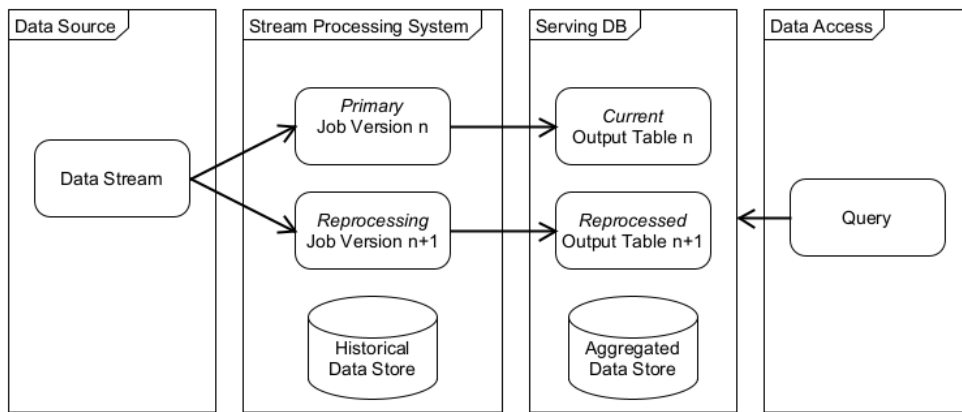 Data Source
Stream Processing System
Serving DB
Data Access
Data Stream
Primary
Job Version n
Reprocessing
Job Version n+1
Historical
Data Store
Current
Output Table n
Reprocessed
Output Table n+1
Aggregated
Data Store
Query